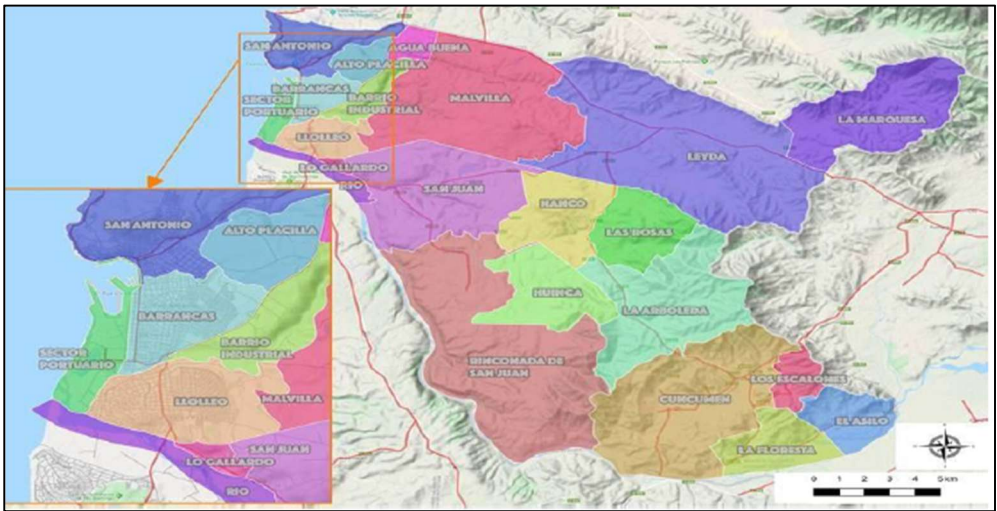 SAN ANTONIO
AGUA BUENA
ALTO PLACILLA
BARRANCAS
SECTOR
PORTUARIO
BARRIO
INDUSTRIAL
MALVILLA
LLOLLEO
LO GALLARDO
RIO
SAN JUAN
LEYDA
LA MARQUESA
ÑANCO
LAS ROSAS
HUINCA
LA ARBOLEDA
RINCONADA DE
SAN JUAN
CUNCUMEN
LOS ESCALONES
EL ASILO
LA FLORESTA
SAN ANTONIO
ALTO PLACILLA
BARRANCAS
SECTOR
PORTUARIO
BARRIO
INDUSTRIAL
LLOLLEO
MALVILLA
SAN JUAN
LO GALLARDO
RIO
0 1 2 3 4 5 km